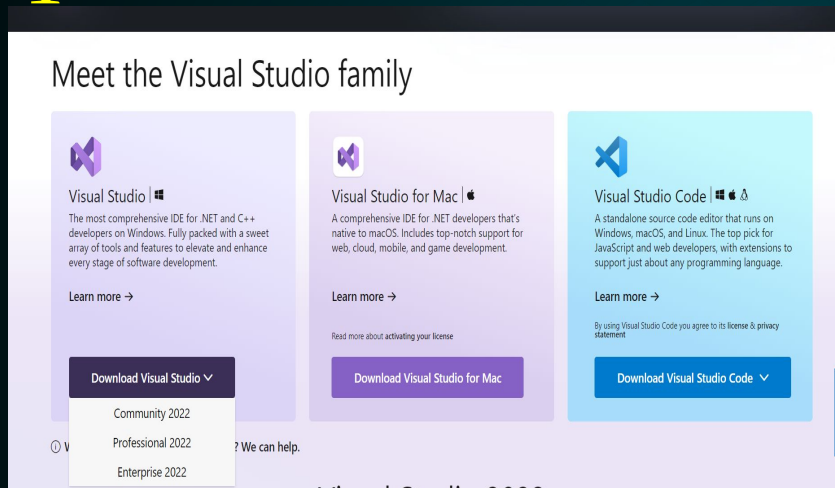 Meet the Visual Studio family
Visual Studio
The most comprehensive IDE for .NET and C++
developers on Windows. Fully packed with a sweet
array of tools and features to elevate and enhance
every stage of software development.
Learn more →
Download Visual Studio
Community 2022
Professional 2022
Enterprise 2022
Visual Studio for Mac
A comprehensive IDE for .NET developers that's
native to macOS. Includes top-notch support for
web, cloud, mobile, and game development.
Learn more →
Read more about activating your license
Download Visual Studio for Mac
Visual Studio Code
A standalone source code editor that runs on
Windows, macOS, and Linux. The top pick for
JavaScript and web developers, with extensions to
support just about any programming language.
Learn more →
By using Visual Studio Code you agree to its license & privacy
statement
Download Visual Studio Code
? We can help.